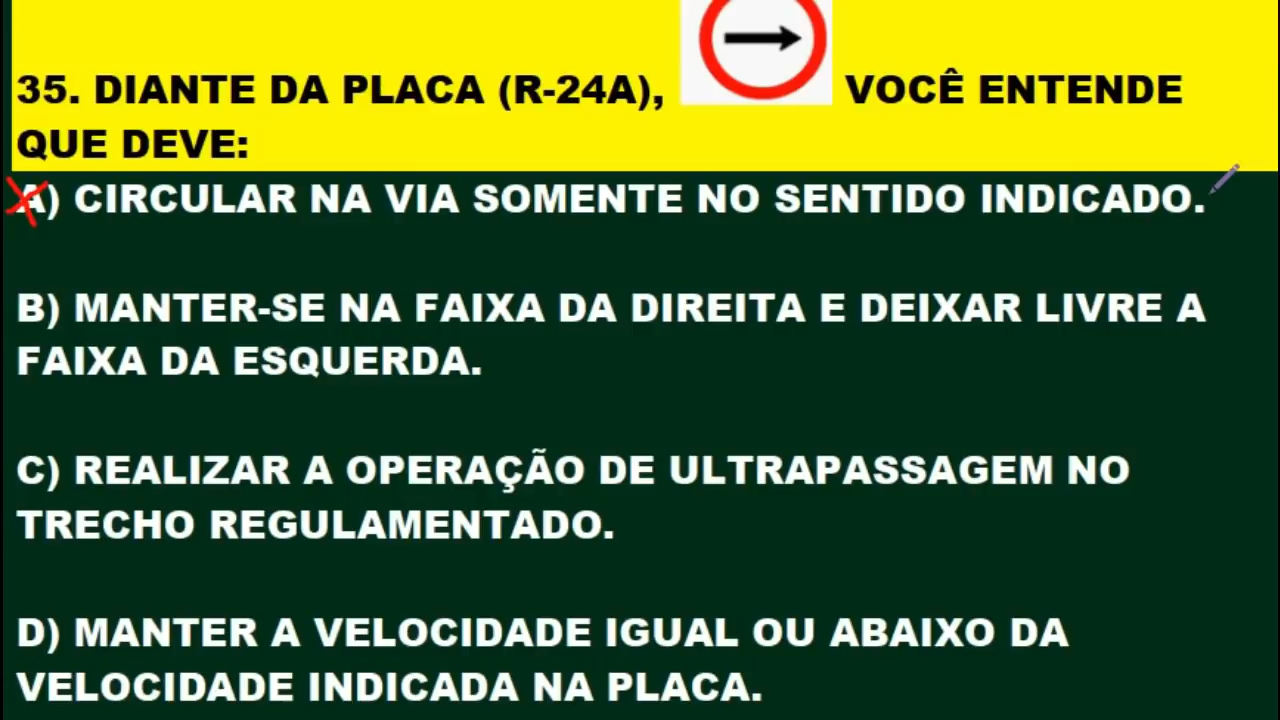 35. DIANTE DA PLACA (R-24A), VOCÊ ENTENDE
QUE DEVE:
A) CIRCULAR NA VIA SOMENTE NO SENTIDO INDICADO.
B) MANTER-SE NA FAIXA DA DIREITA E DEIXAR LIVRE A
FAIXA DA ESQUERDA.
C) REALIZAR A OPERAÇÃO DE ULTRAPASSAGEM NO
TRECHO REGULAMENTADO.
D) MANTER A VELOCIDADE IGUAL OU ABAIXO DA
VELOCIDADE INDICADA NA PLACA.